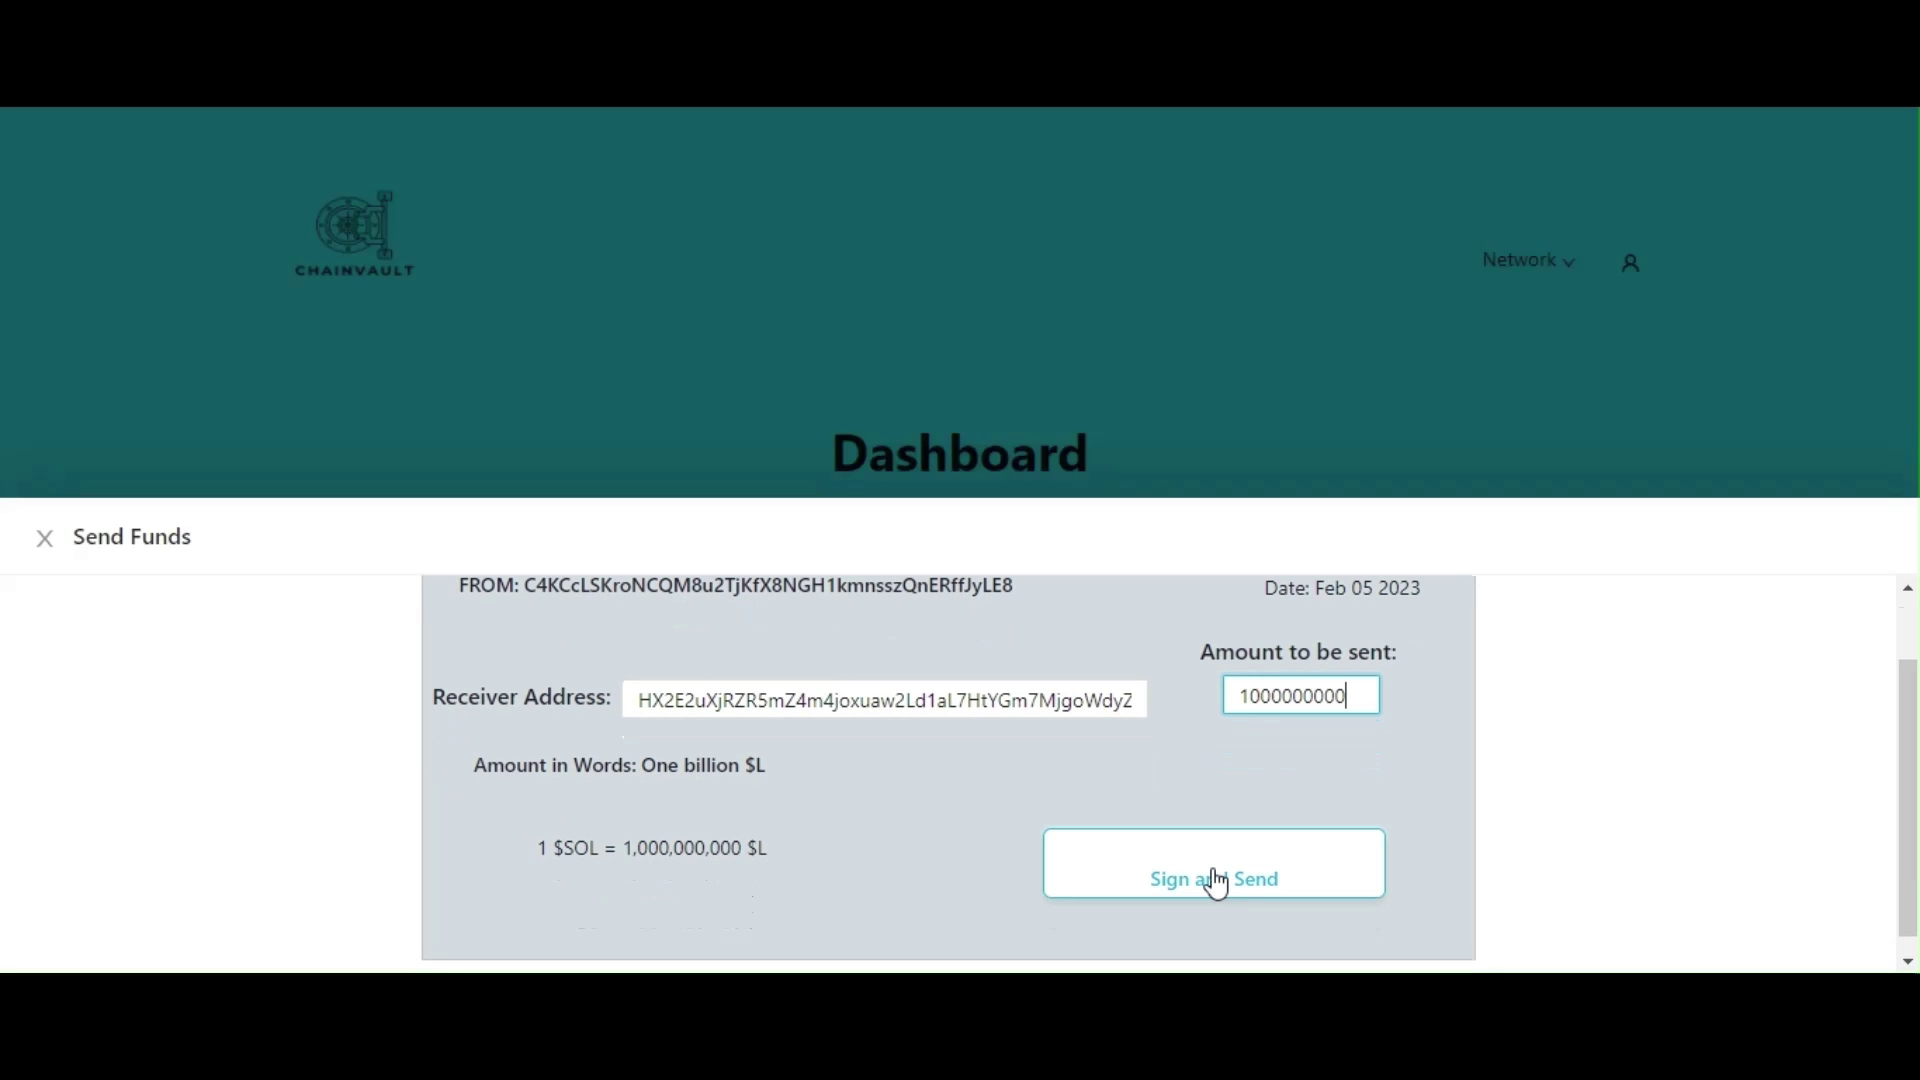 CHAINVAULT
Network
Dashboard
X Send Funds
FROM: C4KCcLSKroNCQM8u2TjKfX8NGH1kmnsszQnERffJyLE8
Date: Feb 05 2023
Amount to be sent:
Receiver Address: HX2E2uXjRZR5mZ4m4joxuaw2Ld1aL7HtYGm7MjgoWdyZ
1000000000
Amount in Words: One billion $L
1 $SOL = 1,000,000,000 $L
Sign and Send